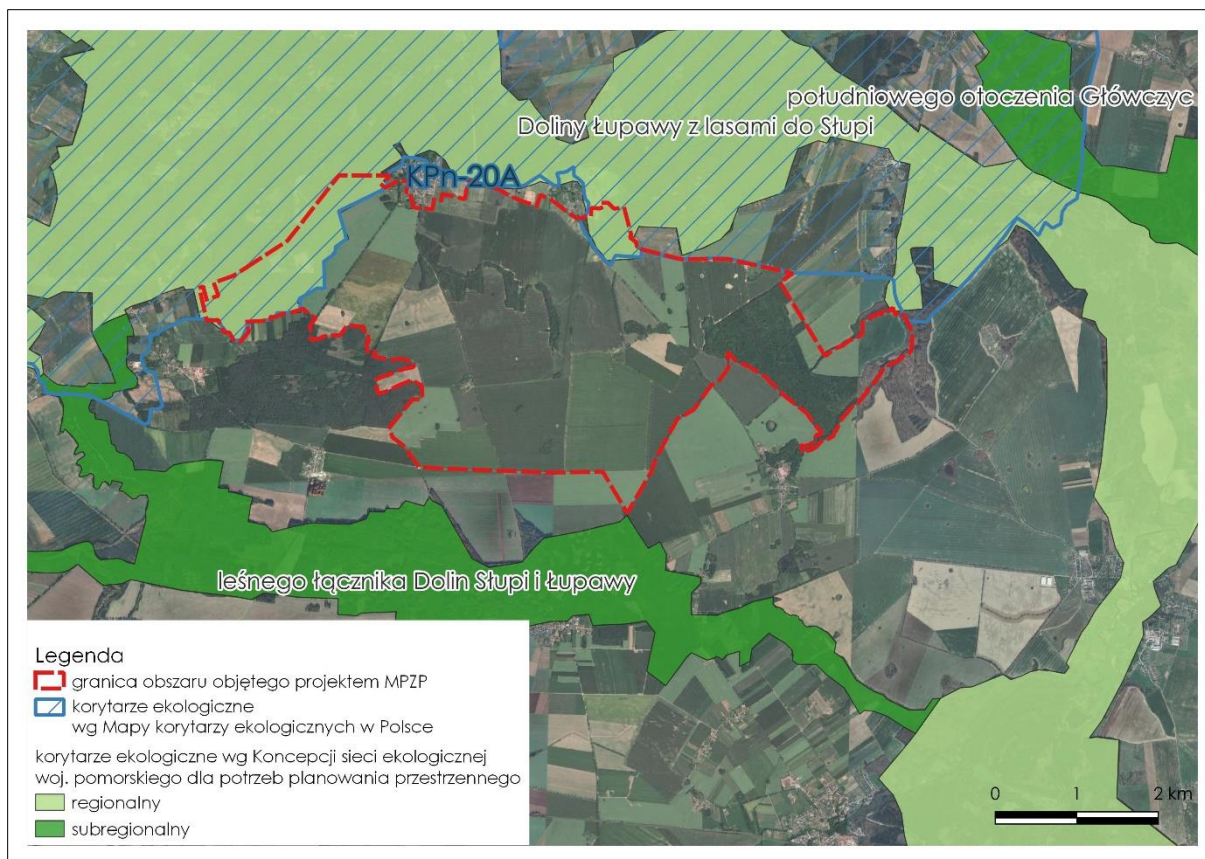 południowego otoczenia Główczyc
Doliny Łupawy z lasami do Słupi
KPn-20A
leśnego łącznika Dolin Słupi i Łupawy
Legenda
granica obszaru objętego projektem MPZP
korytarze ekologiczne
wg Mapy korytarzy ekologicznych w Polsce
korytarze ekologiczne wg Koncepcji sieci ekologicznej
woj. pomorskiego dla potrzeb planowania przestrzennego
regionalny
subregionalny
0 1 2 km